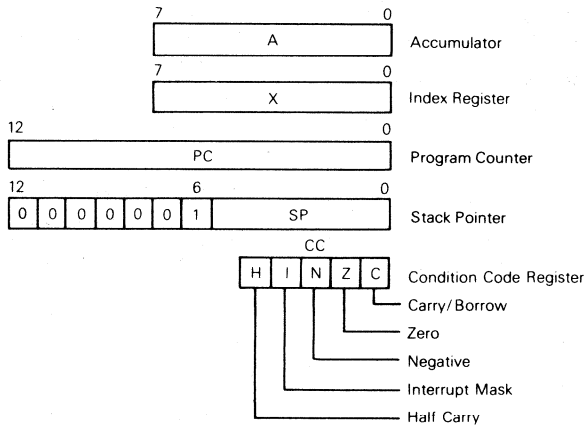 7 0
A Accumulator
7 0
X Index Register
12 0
PC Program Counter
12 6 0
0 0 0 0 0 0 1 SP Stack Pointer
CC
H I N Z C Condition Code Register
Carry/Borrow
Zero
Negative
Interrupt Mask
Half Carry